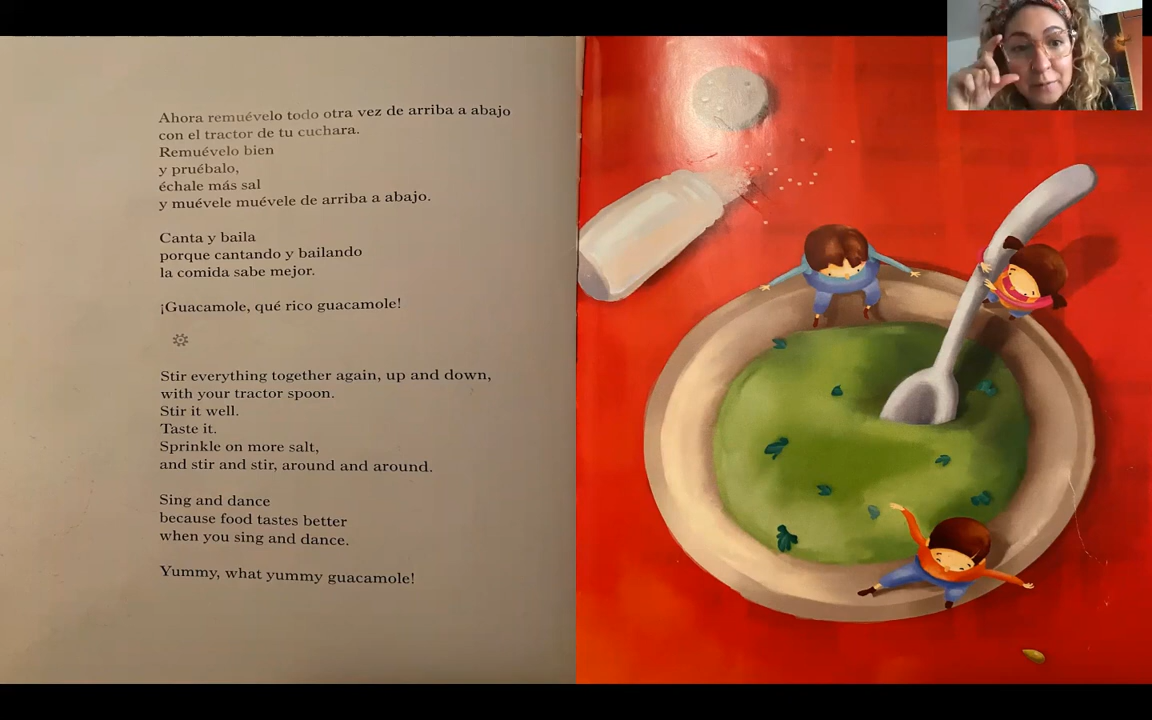 Ahora remuévelo todo otra vez de arriba a abajo
con el tractor de tu cuchara.
Remuévelo bien
y pruébalo,
échale más sal
y muévele muévele de arriba a abajo.
Canta y baila
porque cantando y bailando
la comida sabe mejor.
¡Guacamole, qué rico guacamole!
Stir everything together again, up and down,
with your tractor spoon.
Stir it well.
Taste it.
Sprinkle on more salt,
and stir and stir, around and around.
Sing and dance
because food tastes better
when you sing and dance.
Yummy, what yummy guacamole!